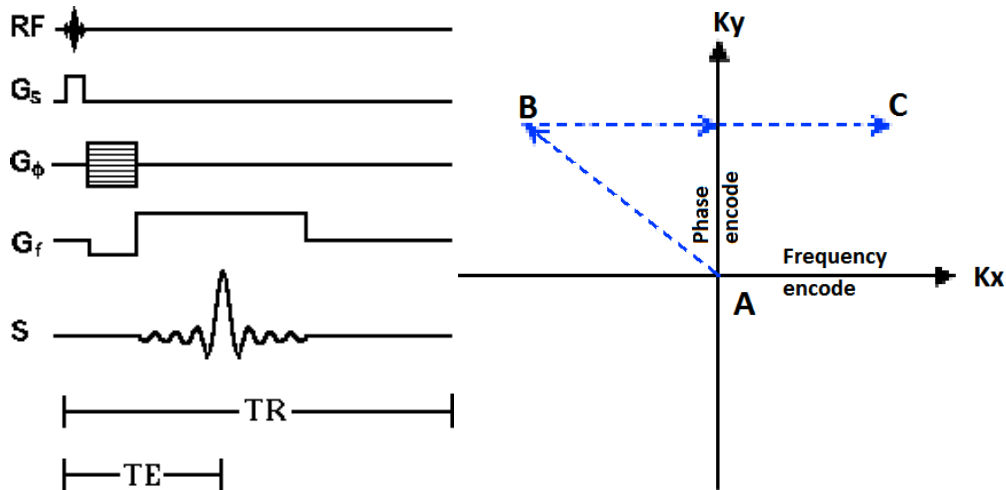 RF
Gs
Gϕ
Gf
S
TR
TE
Ky
B
C
Phase
encode
Frequency
encode
A
Kx